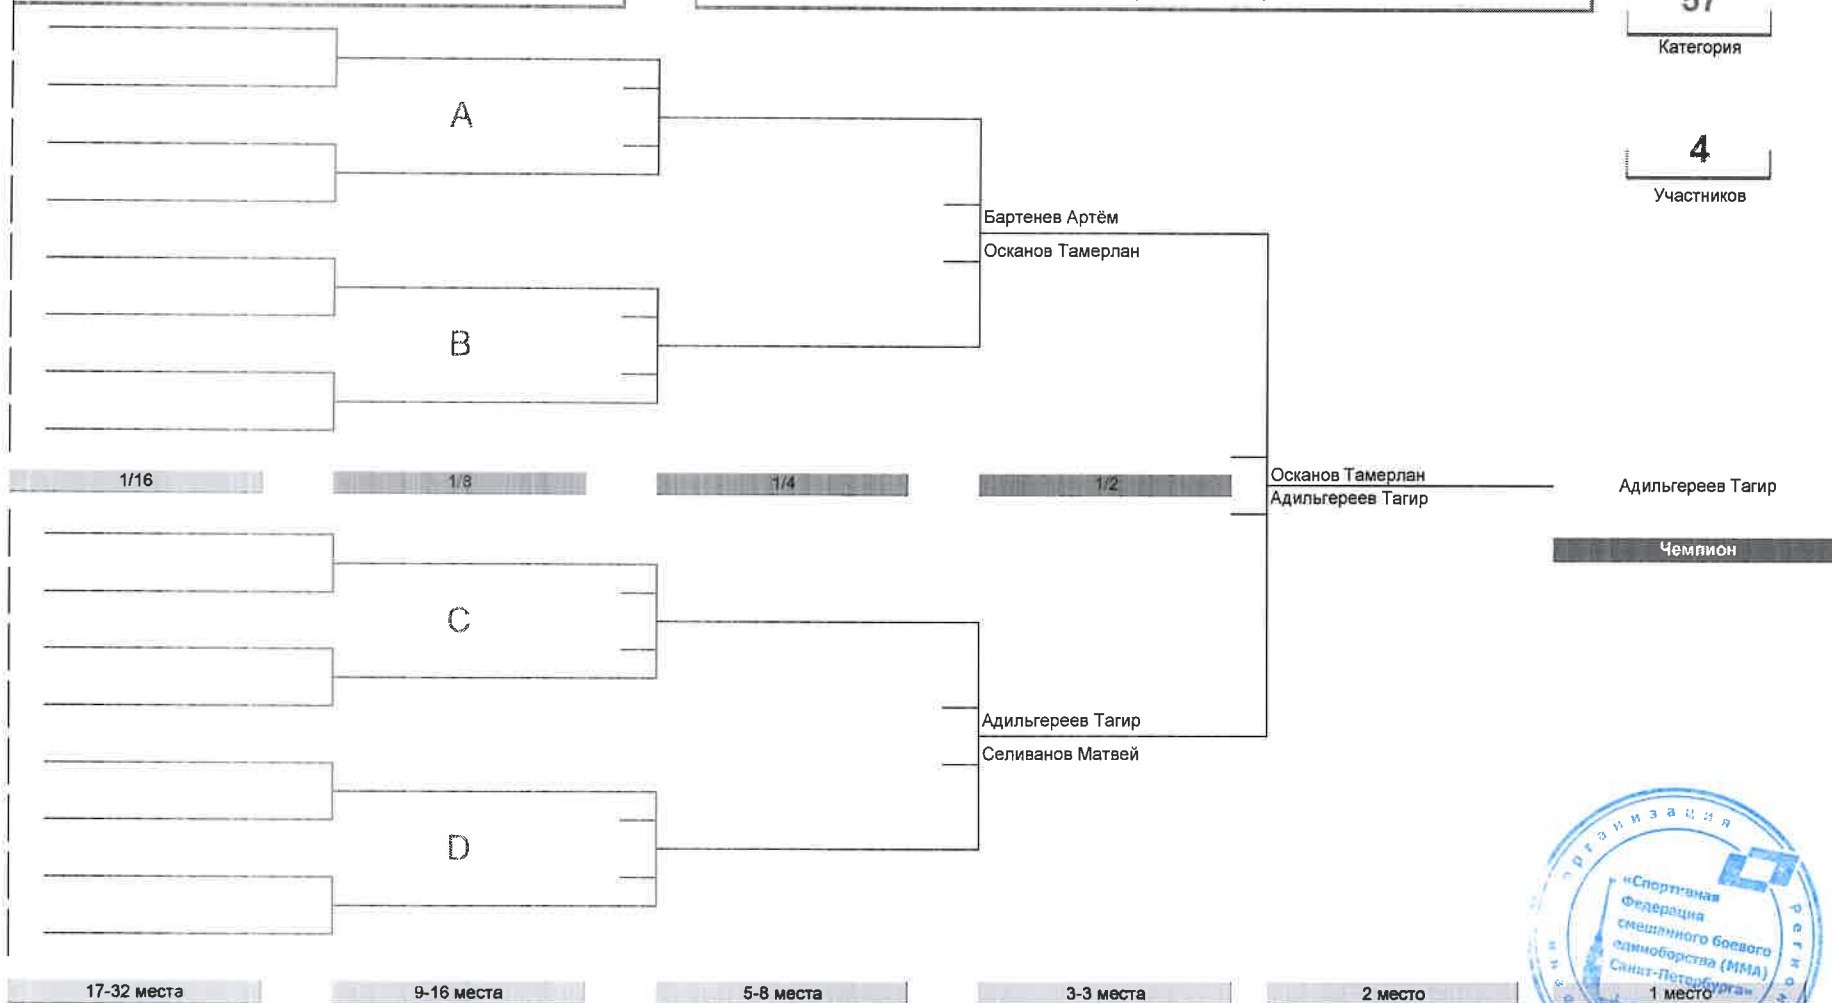 57
Категория
4
Участников
A
Бартенев Артём
Осканов Тамерлан
B
1/16
1/8
1/4
1/2
Осканов Тамерлан
Адильгереев Тагир
Адильгереев Тагир
Чемпион
C
Адильгереев Тагир
Селиванов Матвей
D
организация
«Спортивная
Федерация
смешанного боевого
единоборства (ММА)
Санкт-Петербурга»
17-32 места
9-16 места
5-8 места
3-3 места
2 место
1 место